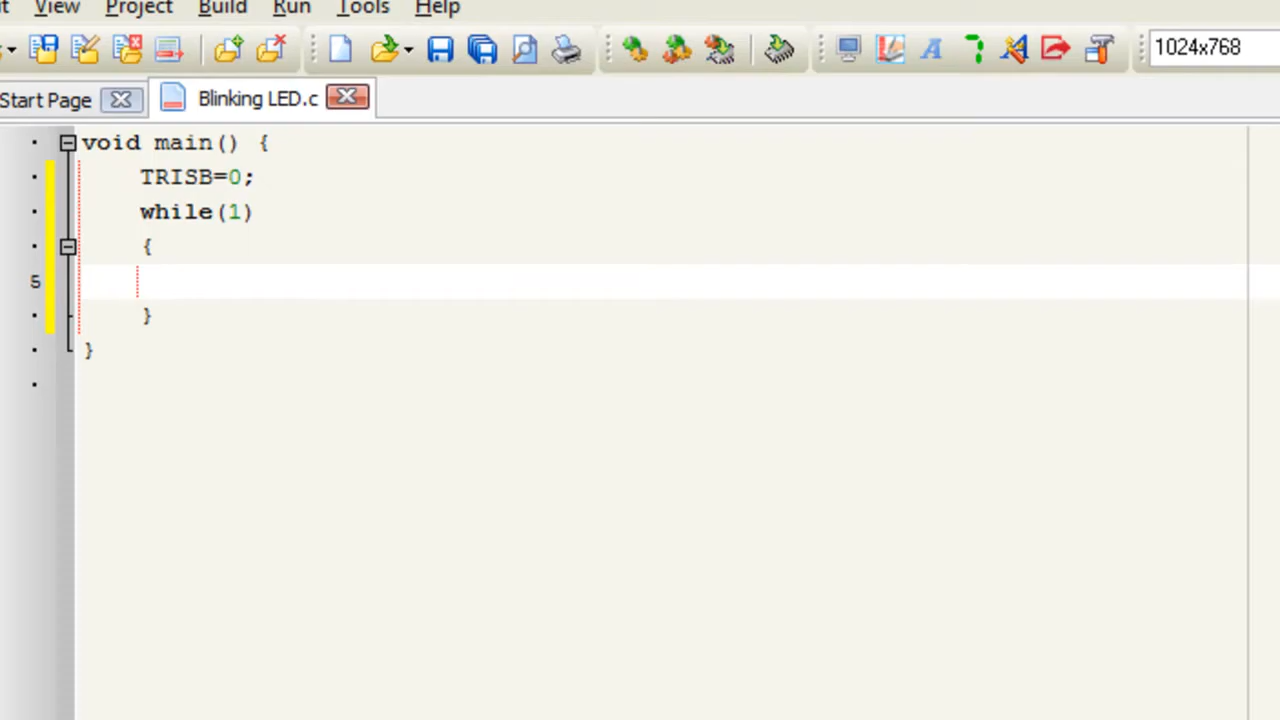 View Project Build Run Tools Help
1024x768
Start Page Blinking LED.c
void main() {
TRISB=0;
while(1)
{
5
}
}